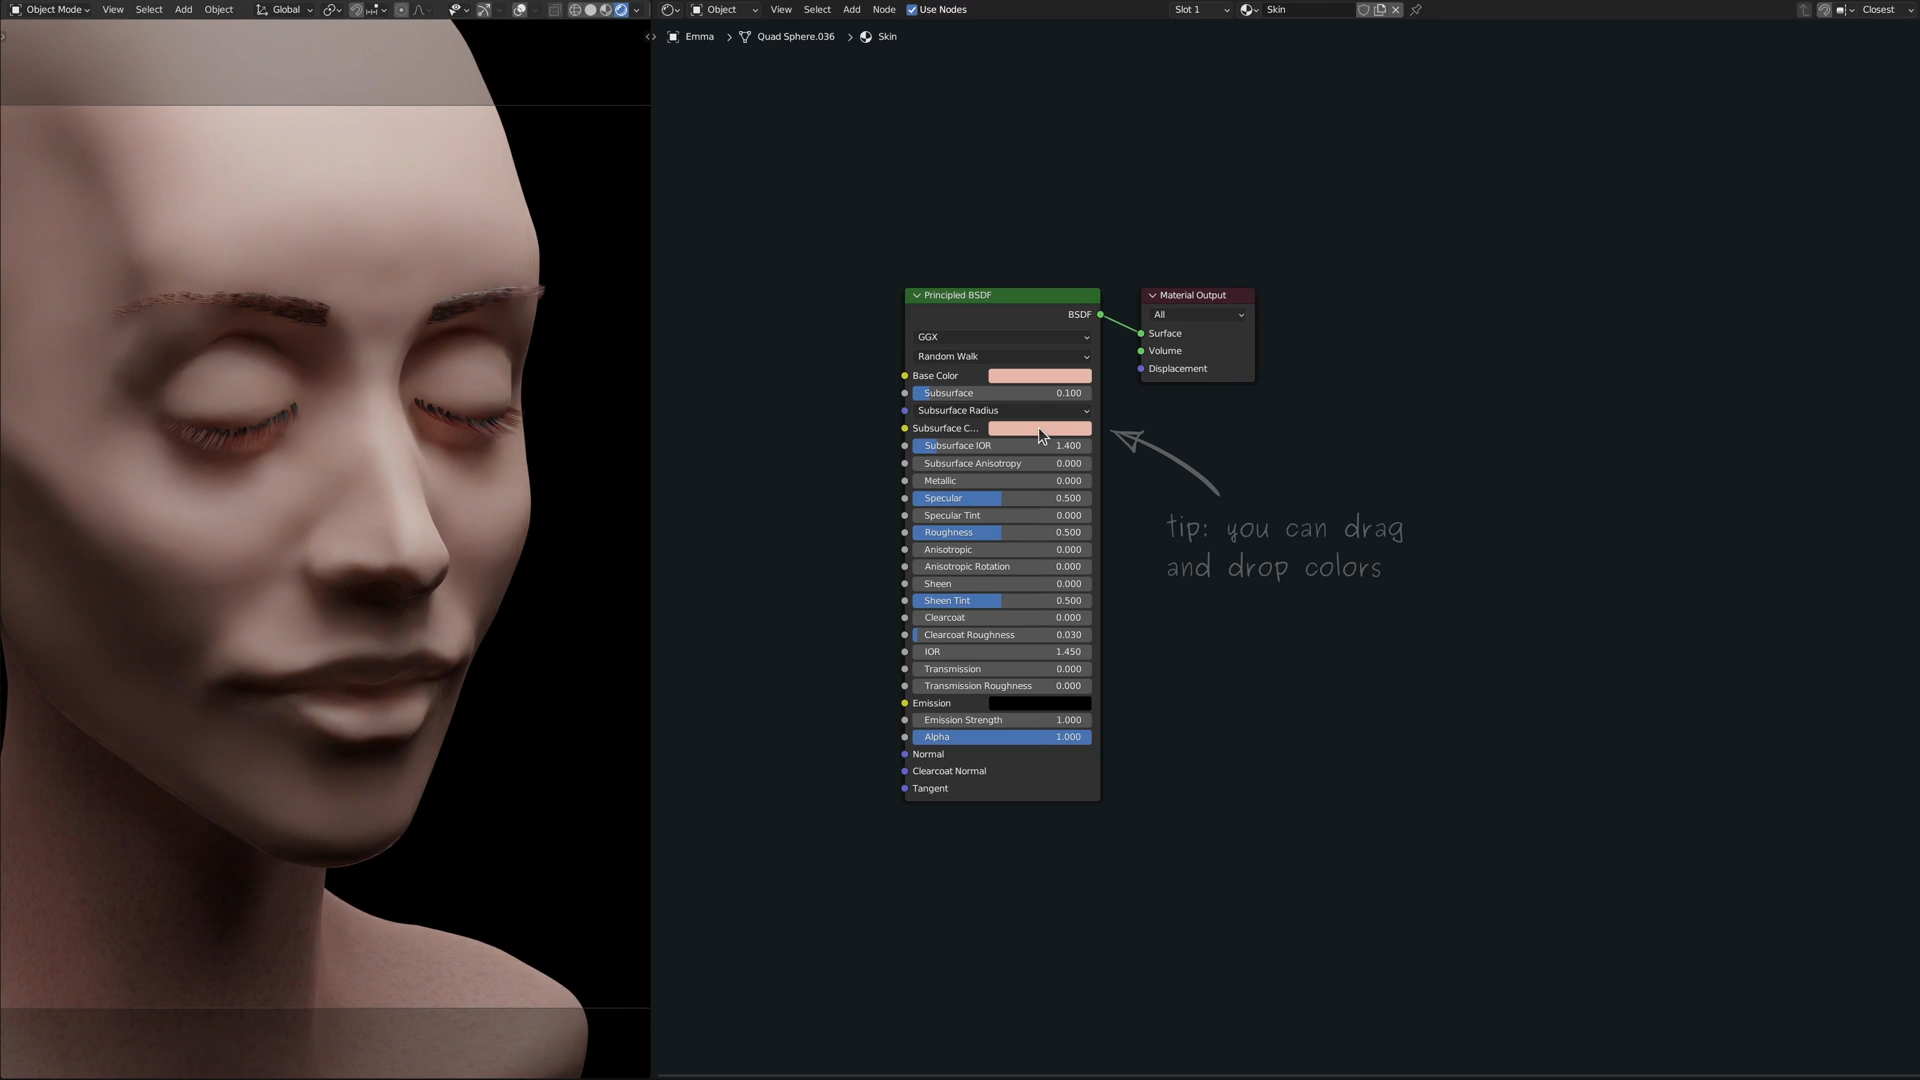 Object Mode View Select Add Object Global
Object View Select Add Node Use Nodes Slot 1 Skin Closest
Emma > Quad Sphere.036 > Skin
Principled BSDF
BSDF
GGX
Random Walk
Base Color
Subsurface 0.100
Subsurface Radius
Subsurface C...
Subsurface IOR 1.400
Subsurface Anisotropy 0.000
Metallic 0.000
Specular 0.500
Specular Tint 0.000
Roughness 0.500
Anisotropic 0.000
Anisotropic Rotation 0.000
Sheen 0.000
Sheen Tint 0.500
Clearcoat 0.000
Clearcoat Roughness 0.030
IOR 1.450
Transmission 0.000
Transmission Roughness 0.000
Emission
Emission Strength 1.000
Alpha 1.000
Normal
Clearcoat Normal
Tangent
Material Output
All
Surface
Volume
Displacement
tip: you can drag
and drop colors